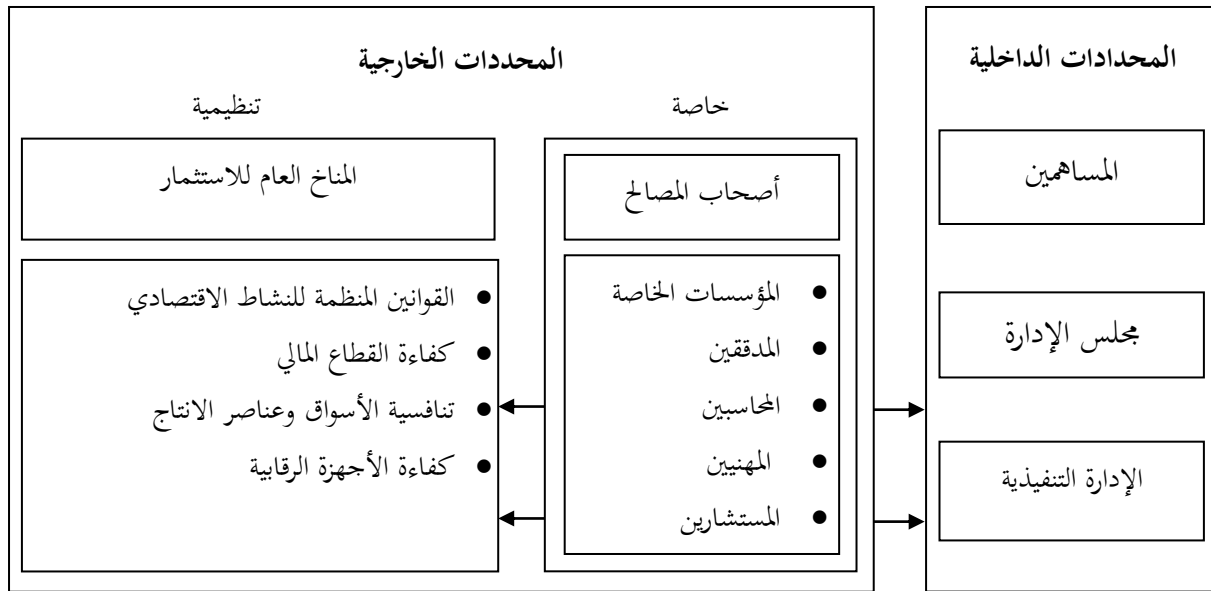 المحدادات الداخلية
المساهمين
مجلس الإدارة
الإدارة التنفيذية
المحددات الخارجية
خاصة
أصحاب المصالح
● المؤسسات الخاصة
● المدققين
● المحاسبين
● المهنيين
● المستشارين
تنظيمية
المناخ العام للاستثمار
● القوانين المنظمة للنشاط الاقتصادي
● كفاءة القطاع المالي
● تنافسية الأسواق وعناصر الانتاج
● كفاءة الأجهزة الرقابية